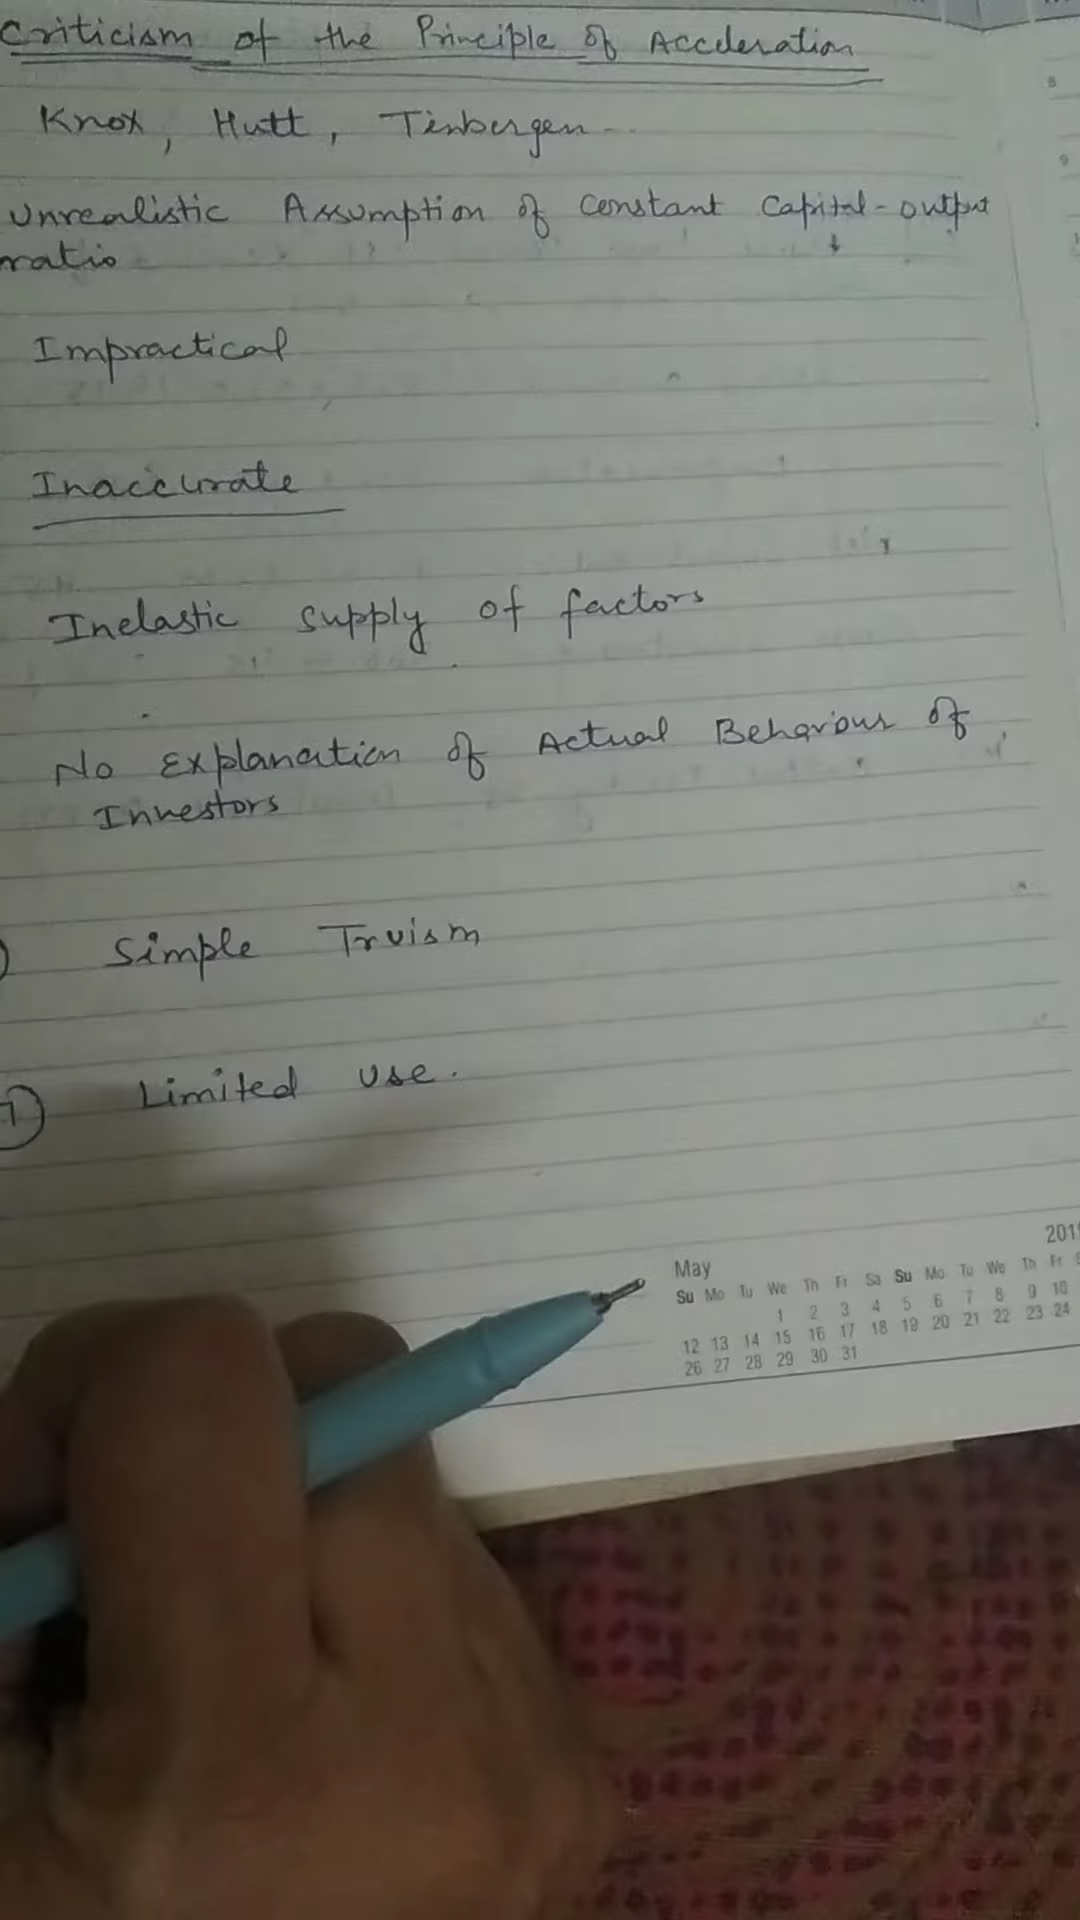 Criticism of the Principle of Acceleration
Knox, Hutt, Tinbergen..
Unrealistic Assumption of Constant Capital-output
ratio
Impractical
Inaccurate
Inelastic supply of factors
No Explanation of Actual Behaviour of
Investors
Simple Truism
7 Limited use.
201
May
Su Mo Tu We Th Fr Sa Su Mo Tu We Th Fr
1 2 3 4 5 6 7 8 9 10
12 13 14 15 16 17 18 19 20 21 22 23 24
26 27 28 29 30 31
8
9